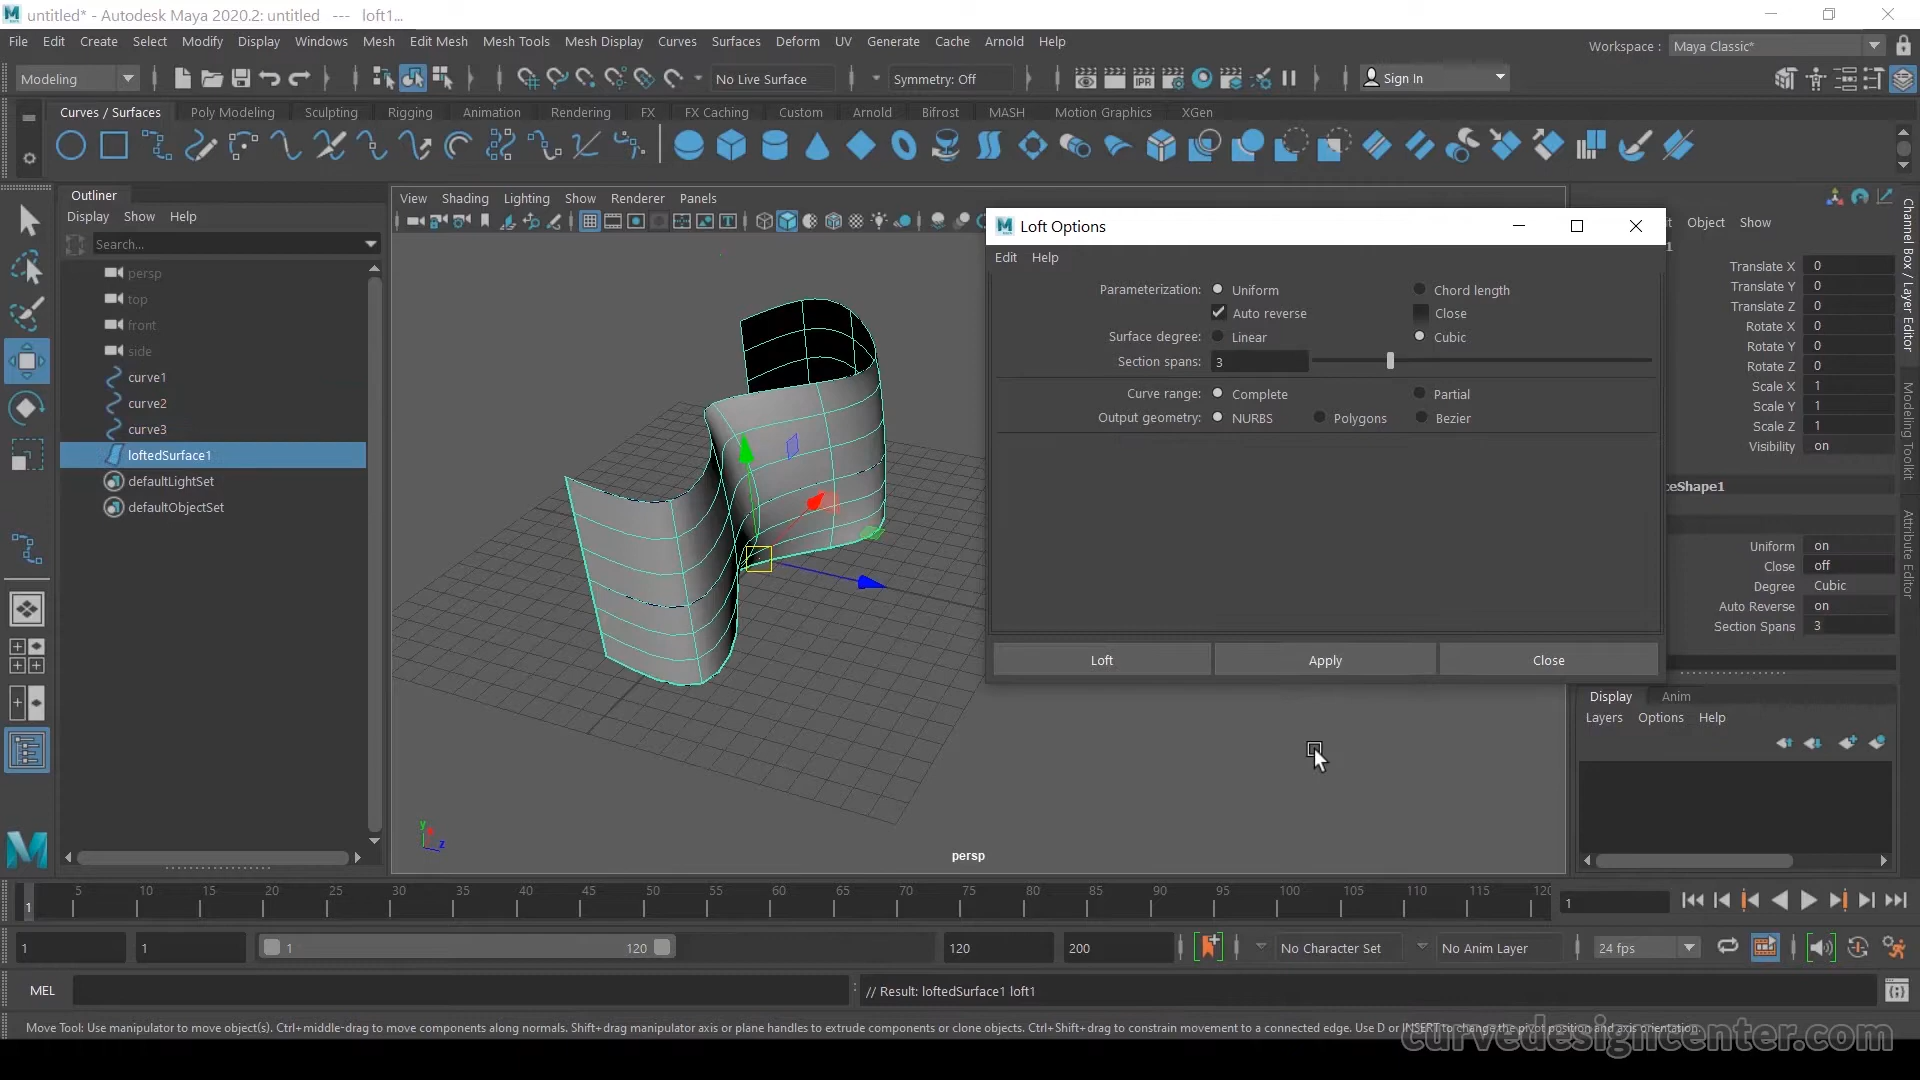 untitled* - Autodesk Maya 2020.2: untitled   ---   loft1...
File Edit Create Select Modify Display Windows Mesh Edit Mesh Mesh Tools Mesh Display Curves Surfaces Deform UV Generate Cache Arnold Help
Workspace : Maya Classic*
Modeling No Live Surface Symmetry: Off IPR Sign In
Curves / Surfaces Poly Modeling Sculpting Rigging Animation Rendering FX FX Caching Custom Arnold Bifrost MASH Motion Graphics XGen
Outliner
Display Show Help
Search...
persp
top
front
side
curve1
curve2
curve3
loftedSurface1
defaultLightSet
defaultObjectSet
View Shading Lighting Show Renderer Panels
persp
y
z
Loft Options
Edit Help
Parameterization: Uniform Chord length
Auto reverse Close
Surface degree: Linear Cubic
Section spans: 3
Curve range: Complete Partial
Output geometry: NURBS Polygons Bezier
Loft Apply Close
Object Show
Translate X 0
Translate Y 0
Translate Z 0
Rotate X 0
Rotate Y 0
Rotate Z 0
Scale X 1
Scale Y 1
Scale Z 1
Visibility on
ceShape1
Uniform on
Close off
Degree Cubic
Auto Reverse on
Section Spans 3
Channel Box / Layer Editor
Modeling Toolkit
Attribute Editor
Display Anim
Layers Options Help
1 5 10 15 20 25 30 35 40 45 50 55 60 65 70 75 80 85 90 95 100 105 110 115 120
1
1 1 1 120 120 200 No Character Set No Anim Layer 24 fps
MEL // Result: loftedSurface1 loft1
Move Tool: Use manipulator to move object(s). Ctrl+middle-drag to move components along normals. Shift+drag manipulator axis or plane handles to extrude components or clone objects. Ctrl+Shift+drag to constrain movement to a connected edge. Use D or INSERT to change the pivot position and axis orientation.
curvedesigncenter.com